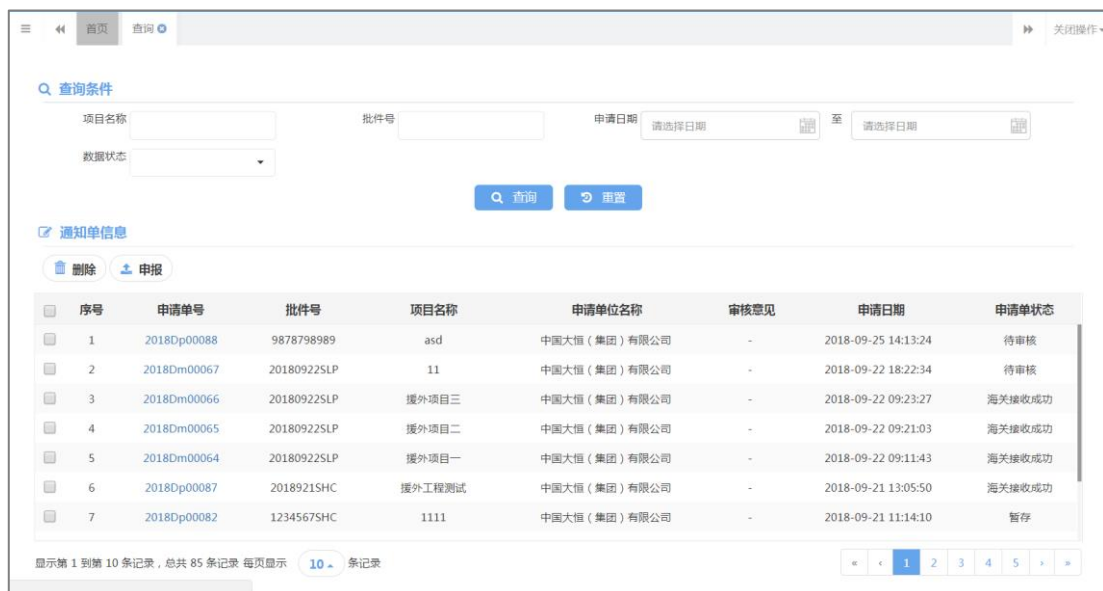 首页 查询 关闭操作
查询条件
项目名称 批件号 申请日期 请选择日期 至 请选择日期
数据状态
查询 重置
通知单信息
删除 申报
序号 申请单号 批件号 项目名称 申请单位名称 审核意见 申请日期 申请单状态
1 2018Dp00088 9878798989 asd 中国大恒（集团）有限公司 - 2018-09-25 14:13:24 待审核
2 2018Dm00067 20180922SLP 11 中国大恒（集团）有限公司 - 2018-09-22 18:22:34 待审核
3 2018Dm00066 20180922SLP 援外项目三 中国大恒（集团）有限公司 - 2018-09-22 09:23:27 海关接收成功
4 2018Dm00065 20180922SLP 援外项目二 中国大恒（集团）有限公司 - 2018-09-22 09:21:03 海关接收成功
5 2018Dm00064 20180922SLP 援外项目一 中国大恒（集团）有限公司 - 2018-09-22 09:11:43 海关接收成功
6 2018Dp00087 2018921SHC 援外工程测试 中国大恒（集团）有限公司 - 2018-09-21 13:05:50 海关接收成功
7 2018Dp00082 1234567SHC 1111 中国大恒（集团）有限公司 - 2018-09-21 11:14:10 暂存
显示第 1 到第 10 条记录，总共 85 条记录 每页显示 10 条记录 « ‹ 1 2 3 4 5 › »